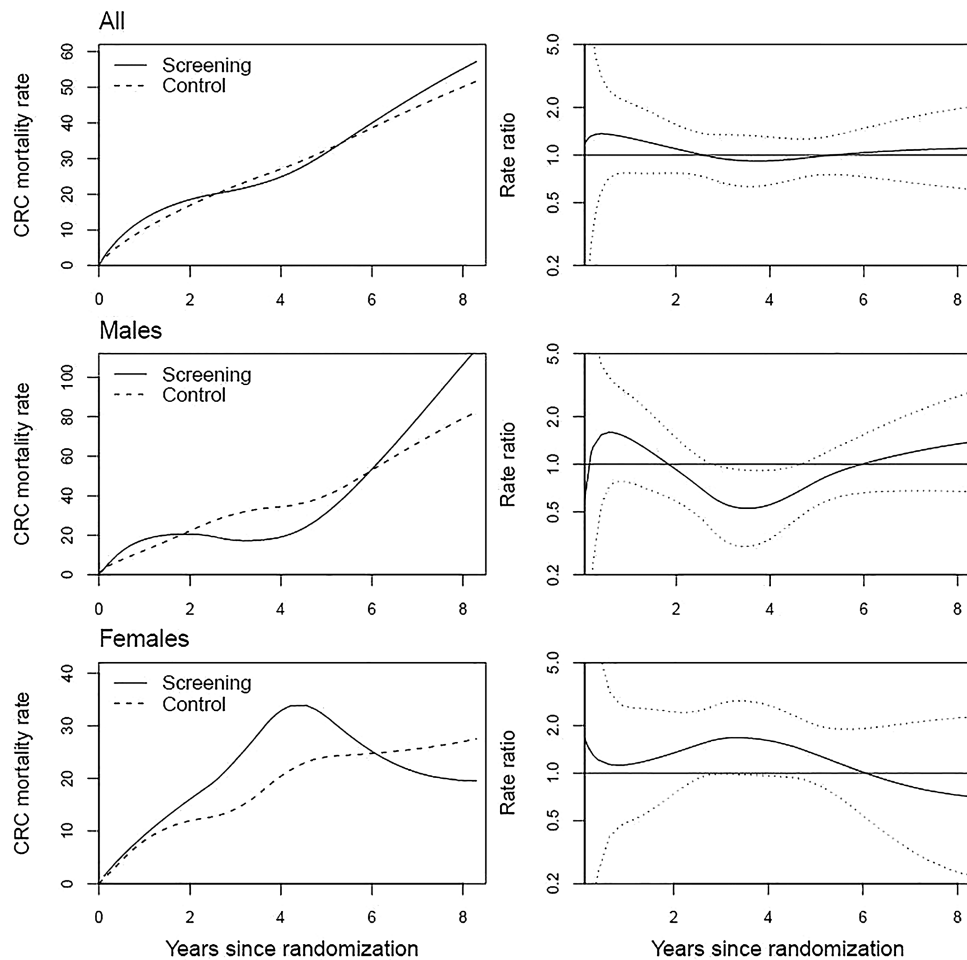 All
CRC mortality rate
60
50
40
30
20
10
0
Screening
Control
0 2 4 6 8
Rate ratio
5.0
2.0
1.0
0.5
0.2
2 4 6 8
Males
CRC mortality rate
100
80
60
40
20
0
Screening
Control
0 2 4 6 8
Rate ratio
5.0
2.0
1.0
0.5
0.2
2 4 6 8
Females
CRC mortality rate
40
30
20
10
0
Screening
Control
0 2 4 6 8
Years since randomization
Rate ratio
5.0
2.0
1.0
0.5
0.2
2 4 6 8
Years since randomization